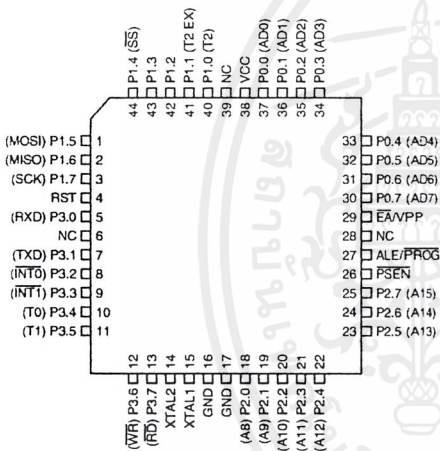 P1.4 (SS)
P1.3
P1.2
P1.1 (T2 EX)
P1.0 (T2)
NC
VCC
P0.0 (AD0)
P0.1 (AD1)
P0.2 (AD2)
P0.3 (AD3)
44
43
42
41
40
39
38
37
36
35
34
(MOSI) P1.5 1
(MISO) P1.6 2
(SCK) P1.7 3
RST 4
(RXD) P3.0 5
NC 6
(TXD) P3.1 7
(INT0) P3.2 8
(INT1) P3.3 9
(T0) P3.4 10
(T1) P3.5 11
33 P0.4 (AD4)
32 P0.5 (AD5)
31 P0.6 (AD6)
30 P0.7 (AD7)
29 EA/VPP
28 NC
27 ALE/PROG
26 PSEN
25 P2.7 (A15)
24 P2.6 (A14)
23 P2.5 (A13)
12
13
14
15
16
17
18
19
20
21
22
(WR) P3.6
(RD) P3.7
XTAL2
XTAL1
GND
GND
(A8) P2.0
(A9) P2.1
(A10) P2.2
(A11) P2.3
(A12) P2.4